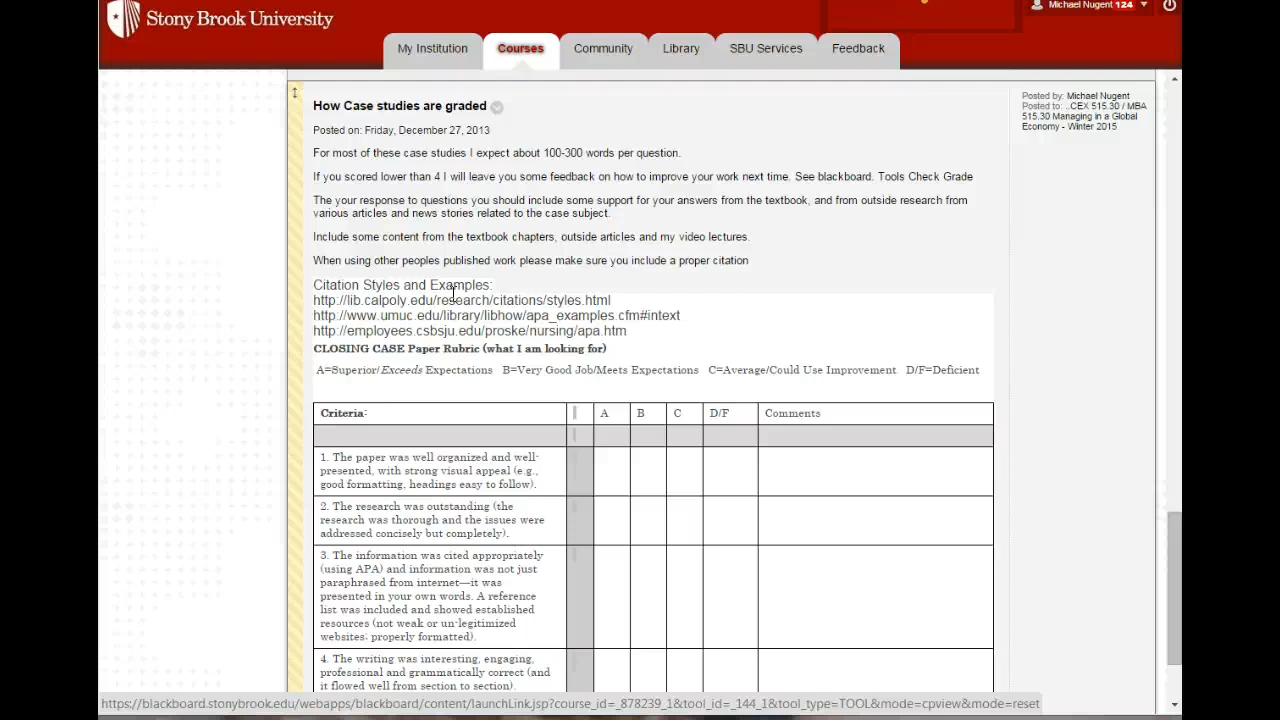 Stony Brook University
Michael Nugent 124
My Institution
Courses
Community
Library
SBU Services
Feedback
How Case studies are graded
Posted on: Friday, December 27, 2013
For most of these case studies I expect about 100-300 words per question.
If you scored lower than 4 I will leave you some feedback on how to improve your work next time. See blackboard. Tools Check Grade
The your response to questions you should include some support for your answers from the textbook, and from outside research from
various articles and news stories related to the case subject.
Include some content from the textbook chapters, outside articles and my video lectures.
When using other peoples published work please make sure you include a proper citation
Citation Styles and Examples:
http://lib.calpoly.edu/research/citations/styles.html
http://www.umuc.edu/library/libhow/apa_examples.cfm#intext
http://employees.csbsju.edu/proske/nursing/apa.htm
CLOSING CASE Paper Rubric (what I am looking for)
A=Superior/Exceeds Expectations B=Very Good Job/Meets Expectations C=Average/Could Use Improvement D/F=Deficient
Criteria: A B C D/F Comments
1. The paper was well organized and well-
presented, with strong visual appeal (e.g.,
good formatting, headings easy to follow).
2. The research was outstanding (the
research was thorough and the issues were
addressed concisely but completely).
3. The information was cited appropriately
(using APA) and information was not just
paraphrased from internet—it was
presented in your own words. A reference
list was included and showed established
resources (not weak or un-legitimized
websites; properly formatted).
4. The writing was interesting, engaging,
professional and grammatically correct (and
it flowed well from section to section).
Posted by: Michael Nugent
Posted to: ..CEX 515.30 / MBA
515.30 Managing in a Global
Economy - Winter 2015
https://blackboard.stonybrook.edu/webapps/blackboard/content/launchLink.jsp?course_id=_878239_1&tool_id=_144_1&tool_type=TOOL&mode=cpview&mode=reset